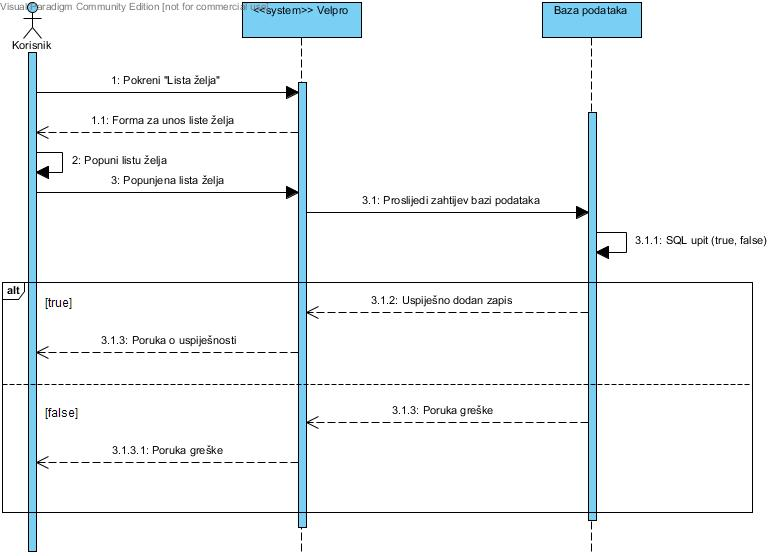 Visual Paradigm Community Edition [not for commercial use]
<<system>> Velpro
Baza podataka
Korisnik
1: Pokreni "Lista želja"
1.1: Forma za unos liste želja
2: Popuni listu želja
3: Popunjena lista želja
3.1: Proslijedi zahtijev bazi podataka
3.1.1: SQL upit (true, false)
alt
[true]
3.1.2: Uspiješno dodan zapis
3.1.3: Poruka o uspiješnosti
[false]
3.1.3: Poruka greške
3.1.3.1: Poruka greške